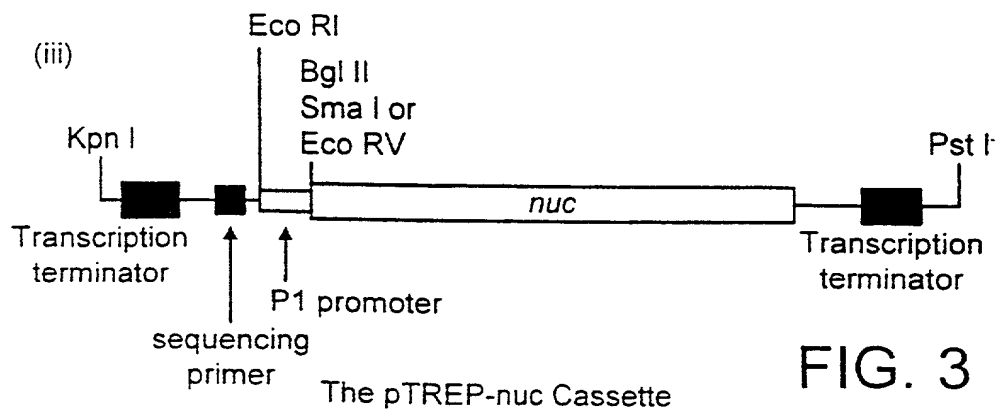 (iii)
Eco RI
Bgl II
Sma I or
Eco RV
Kpn I
Pst I
nuc
Transcription
terminator
P1 promoter
sequencing
primer
Transcription
terminator
The pTREP-nuc Cassette
FIG. 3